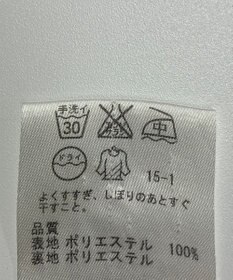 手洗イ
30
中
ドライ
15-1
よくすすぎ、しぼりのあとすぐ
干すこと。
品質
表地 ポリエステル 100%
裏地 ポリエステル